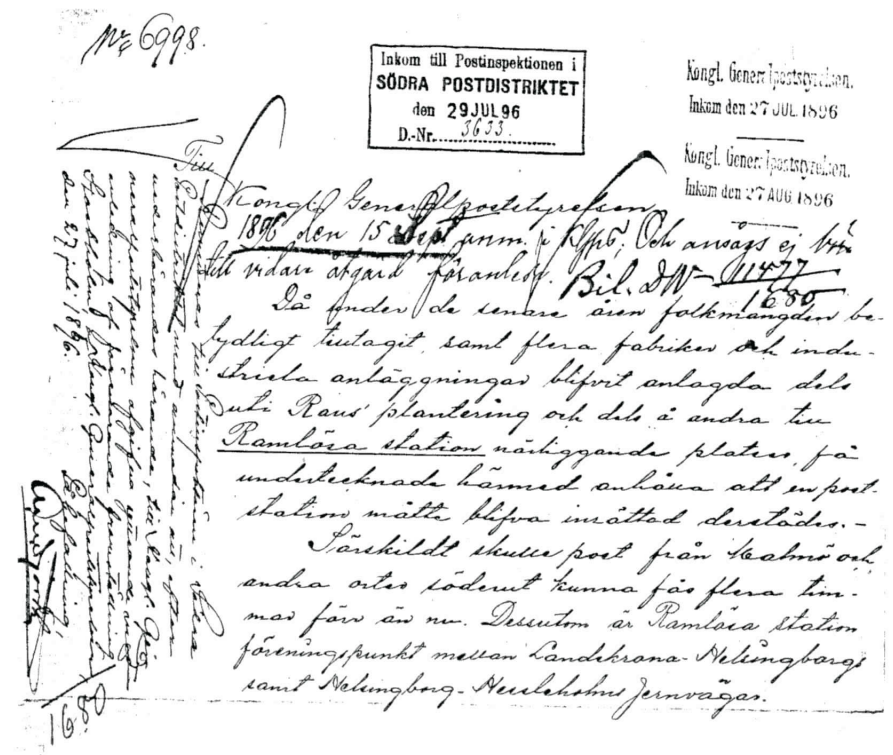 No 6998.
Inkom till Postinspektionen i
SÖDRA POSTDISTRIKTET
den 29 JUL 96
D.-Nr. 3633.
Kongl. Generalpoststyrelsen.
Inkom den 27 JUL. 1896
Kongl. Generalpoststyrelsen.
Inkom den 27 AUG. 1896
Till
Kongl. Generalpoststyrelsen
1896 den 15 sept anm. i Kgpst; Och ansågs ej
till vidare åtgärd föranleda. Bil. DN - 11477
1680
Då under de senare åren folkmängden be-
tydligt tilltagit, samt flera fabriker och indu-
striela anläggningar blifvit anlagda dels
uti Raus' plantering och dels å andra till
Ramlösa station närliggande platser, få
undertecknade härmed anhålla att en post-
station måtte blifva inrättad derstädes. -
Särskildt skulle post från Malmö och
andra orter söderut kunna fås flera tim-
mar förr än nu. Dessutom är Ramlösa station
föreningspunkt mellan Landskrona-Helsingborgs
samt Helsingborg-Hessleholms Jernvägar.
den 27 juli 1896.